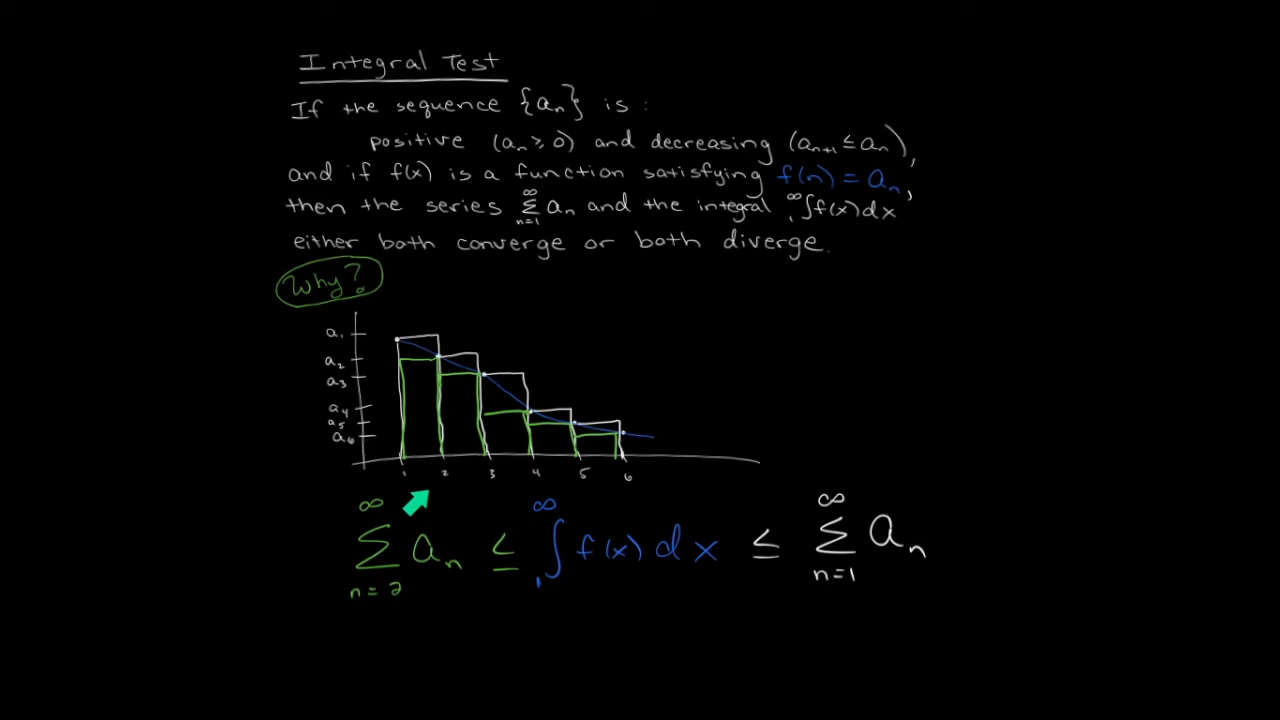 Integral Test
If the sequence {aₙ} is :
positive (aₙ ≥ 0) and decreasing (aₙ₊₁ ≤ aₙ),
and if f(x) is a function satisfying f(n) = aₙ,
then the series ∞ Σ n=1 aₙ and the integral ∞ ∫ 1 f(x)dx
either both converge or both diverge.
Why?
a₁
a₂
a₃
a₄
a₅
a₆
1 2 3 4 5 6
∞ Σ n=2 aₙ ≤ ∞ ∫ 1 f(x) dx ≤ ∞ Σ n=1 aₙ